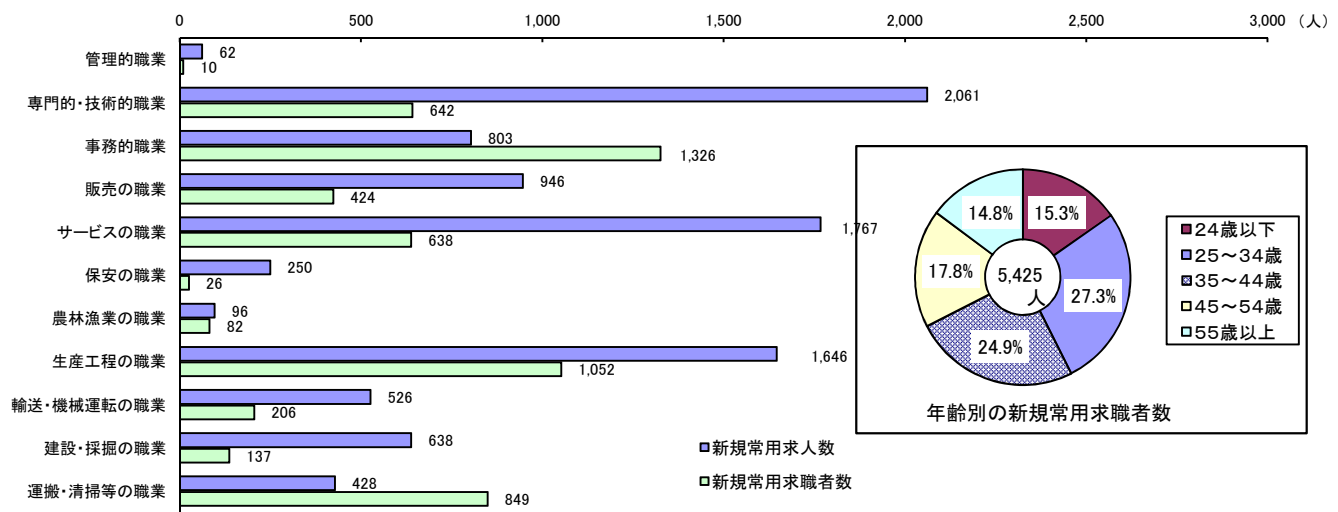 0 500 1,000 1,500 2,000 2,500 3,000 (人)
管理的職業 62
10
専門的・技術的職業 2,061
642
事務的職業 803
1,326
販売の職業 946
424
サービスの職業 1,767
638
保安の職業 250
26
農林漁業の職業 96
82
生産工程の職業 1,646
1,052
輸送・機械運転の職業 526
206
建設・採掘の職業 638
137
運搬・清掃等の職業 428
849
新規常用求人数
新規常用求職者数
14.8% 15.3%
17.8% 5,425
人 27.3%
24.9%
年齢別の新規常用求職者数
24歳以下
25～34歳
35～44歳
45～54歳
55歳以上